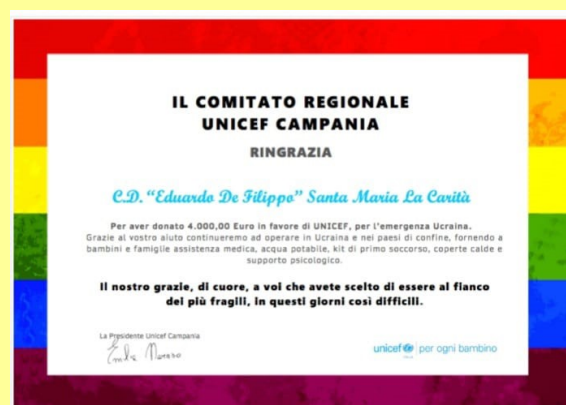 IL COMITATO REGIONALE
UNICEF CAMPANIA
RINGRAZIA
C.D. "Eduardo De Filippo" Santa Maria La Carità
Per aver donato 4.000,00 Euro in favore di UNICEF, per l'emergenza Ucraina.
Grazie al vostro aiuto continueremo ad operare in Ucraina e nei paesi di confine, fornendo a
bambini e famiglie assistenza medica, acqua potabile, kit di primo soccorso, coperte calde e
supporto psicologico.
Il nostro grazie, di cuore, a voi che avete scelto di essere al fianco
dei più fragili, in questi giorni così difficili.
La Presidente Unicef Campania
unicef per ogni bambino